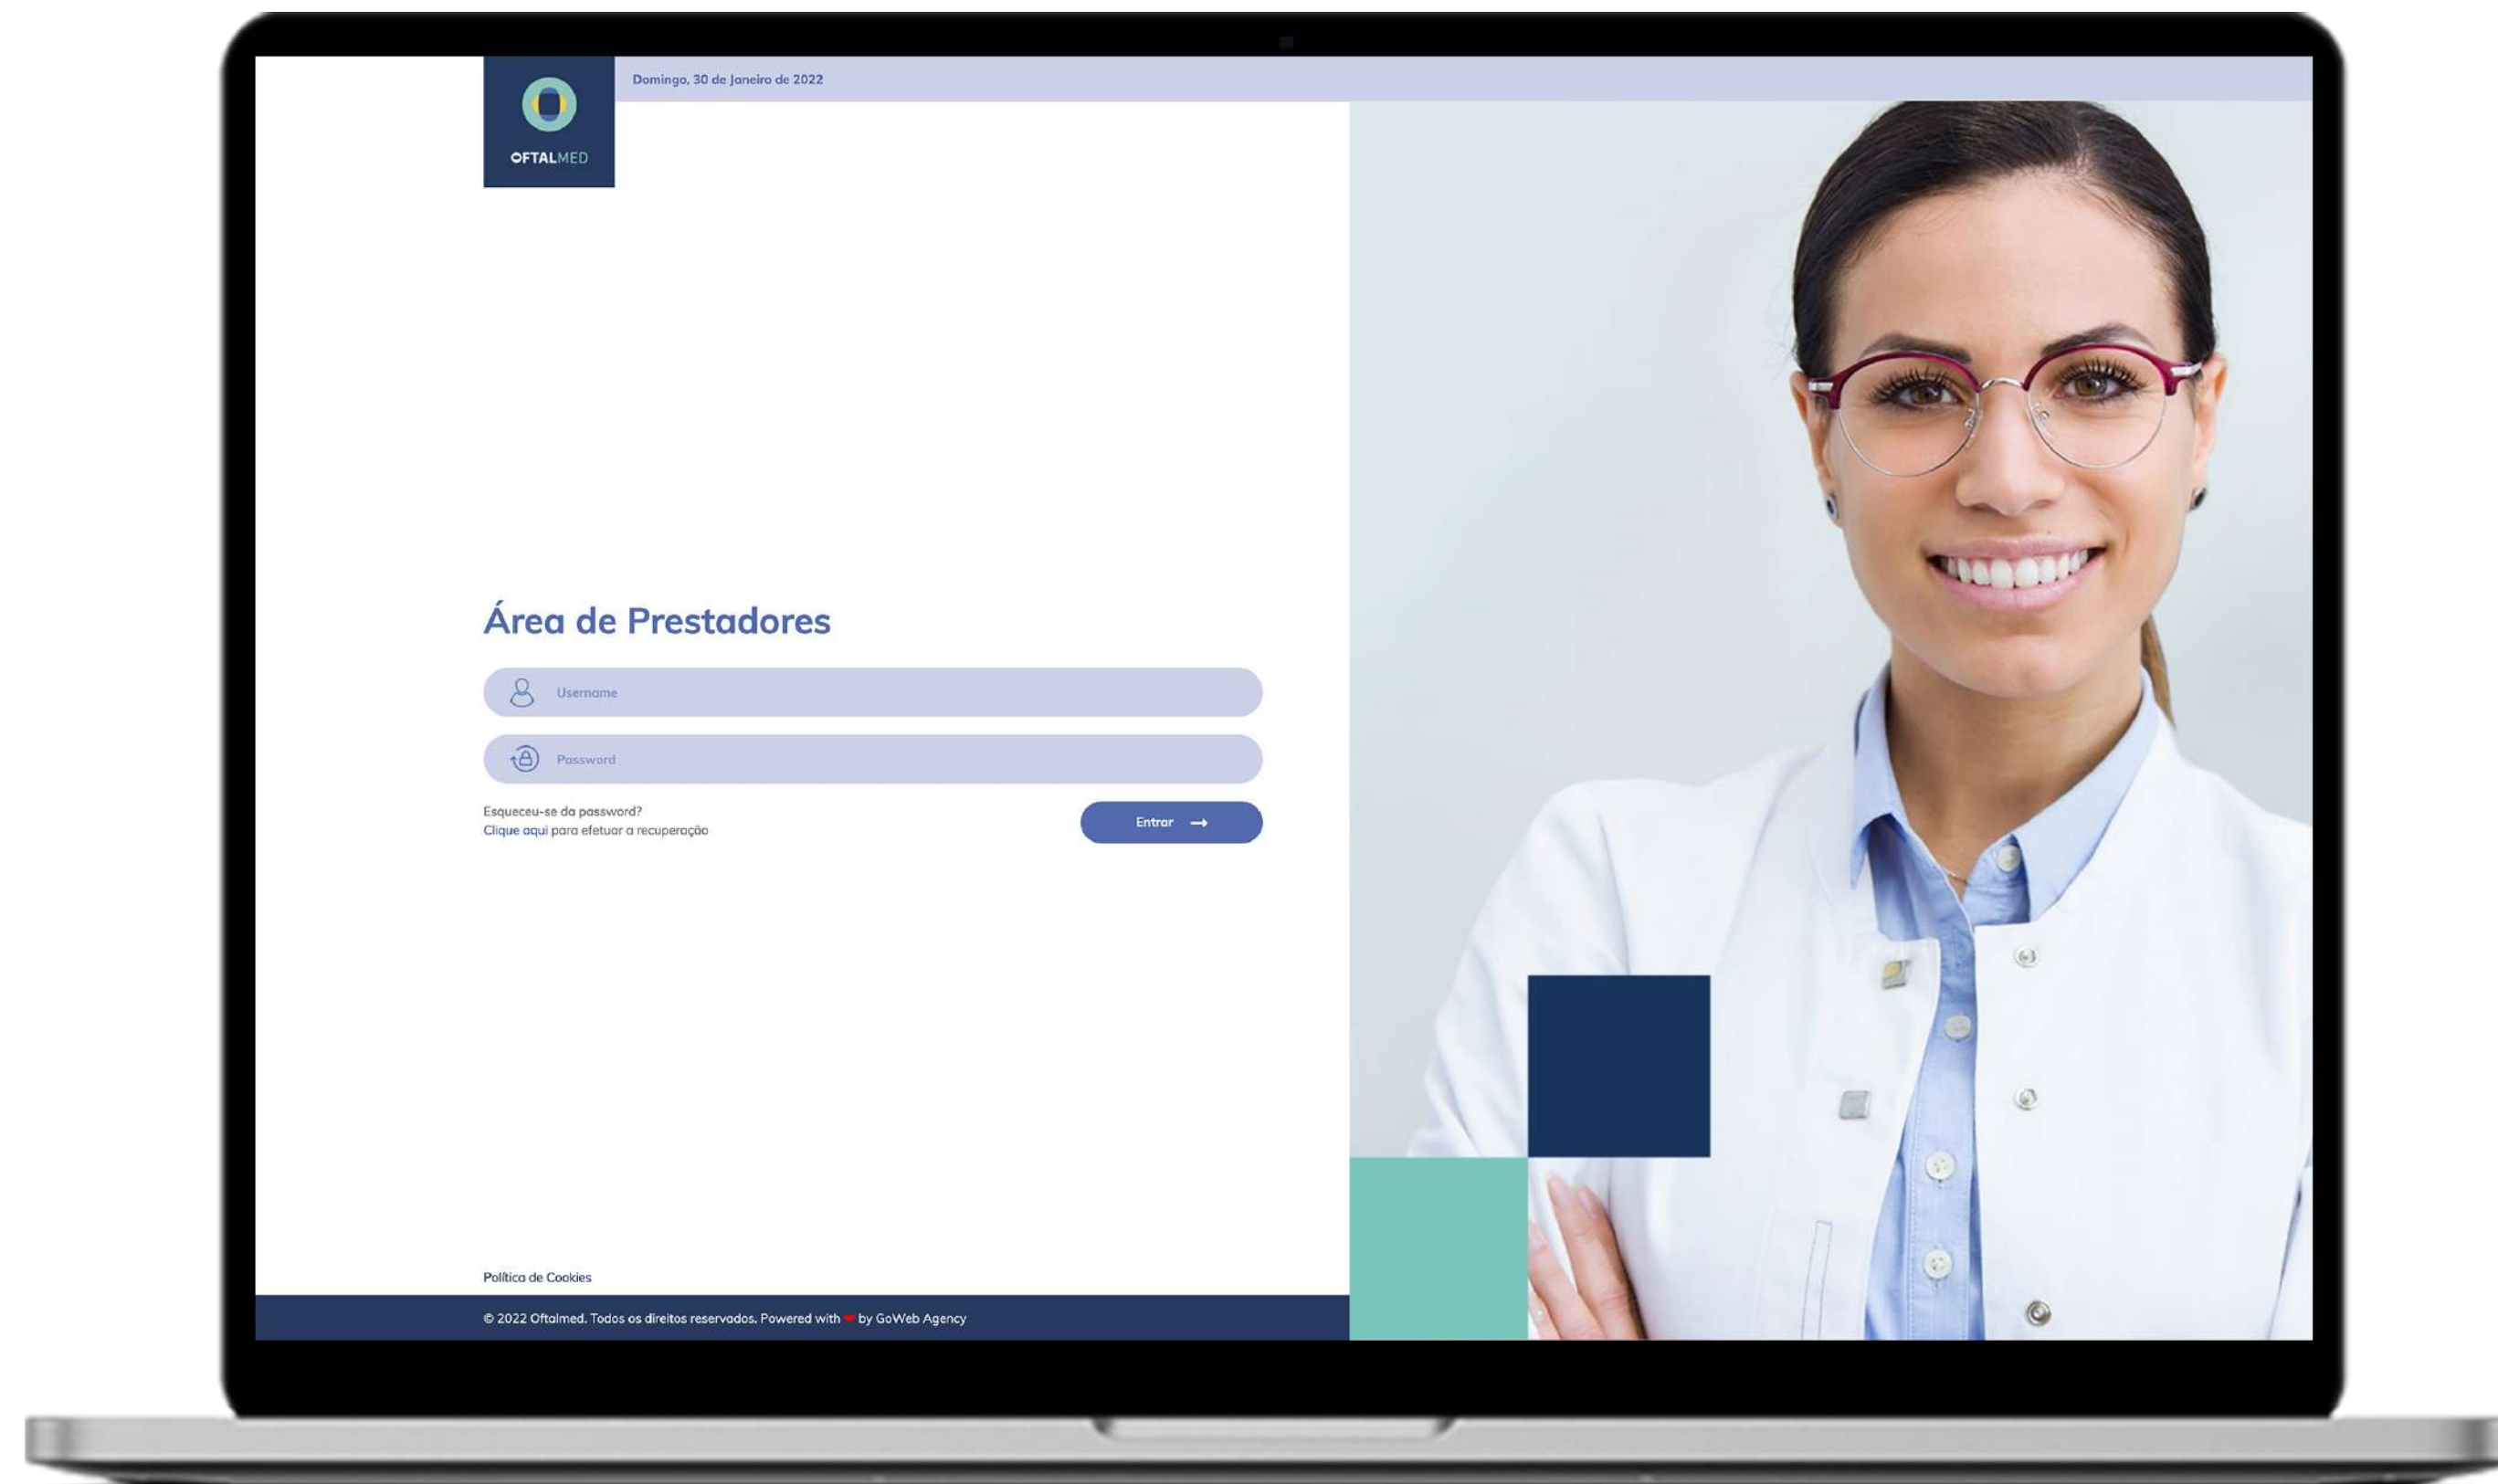 Domingo, 30 de Janeiro de 2022
OFTALMED
Área de Prestadores
Username
Password
Esqueceu-se da password?
Clique aqui para efetuar a recuperação
Entrar →
Política de Cookies
© 2022 Oftalmed. Todos os direitos reservados. Powered with ❤ by GoWeb Agency